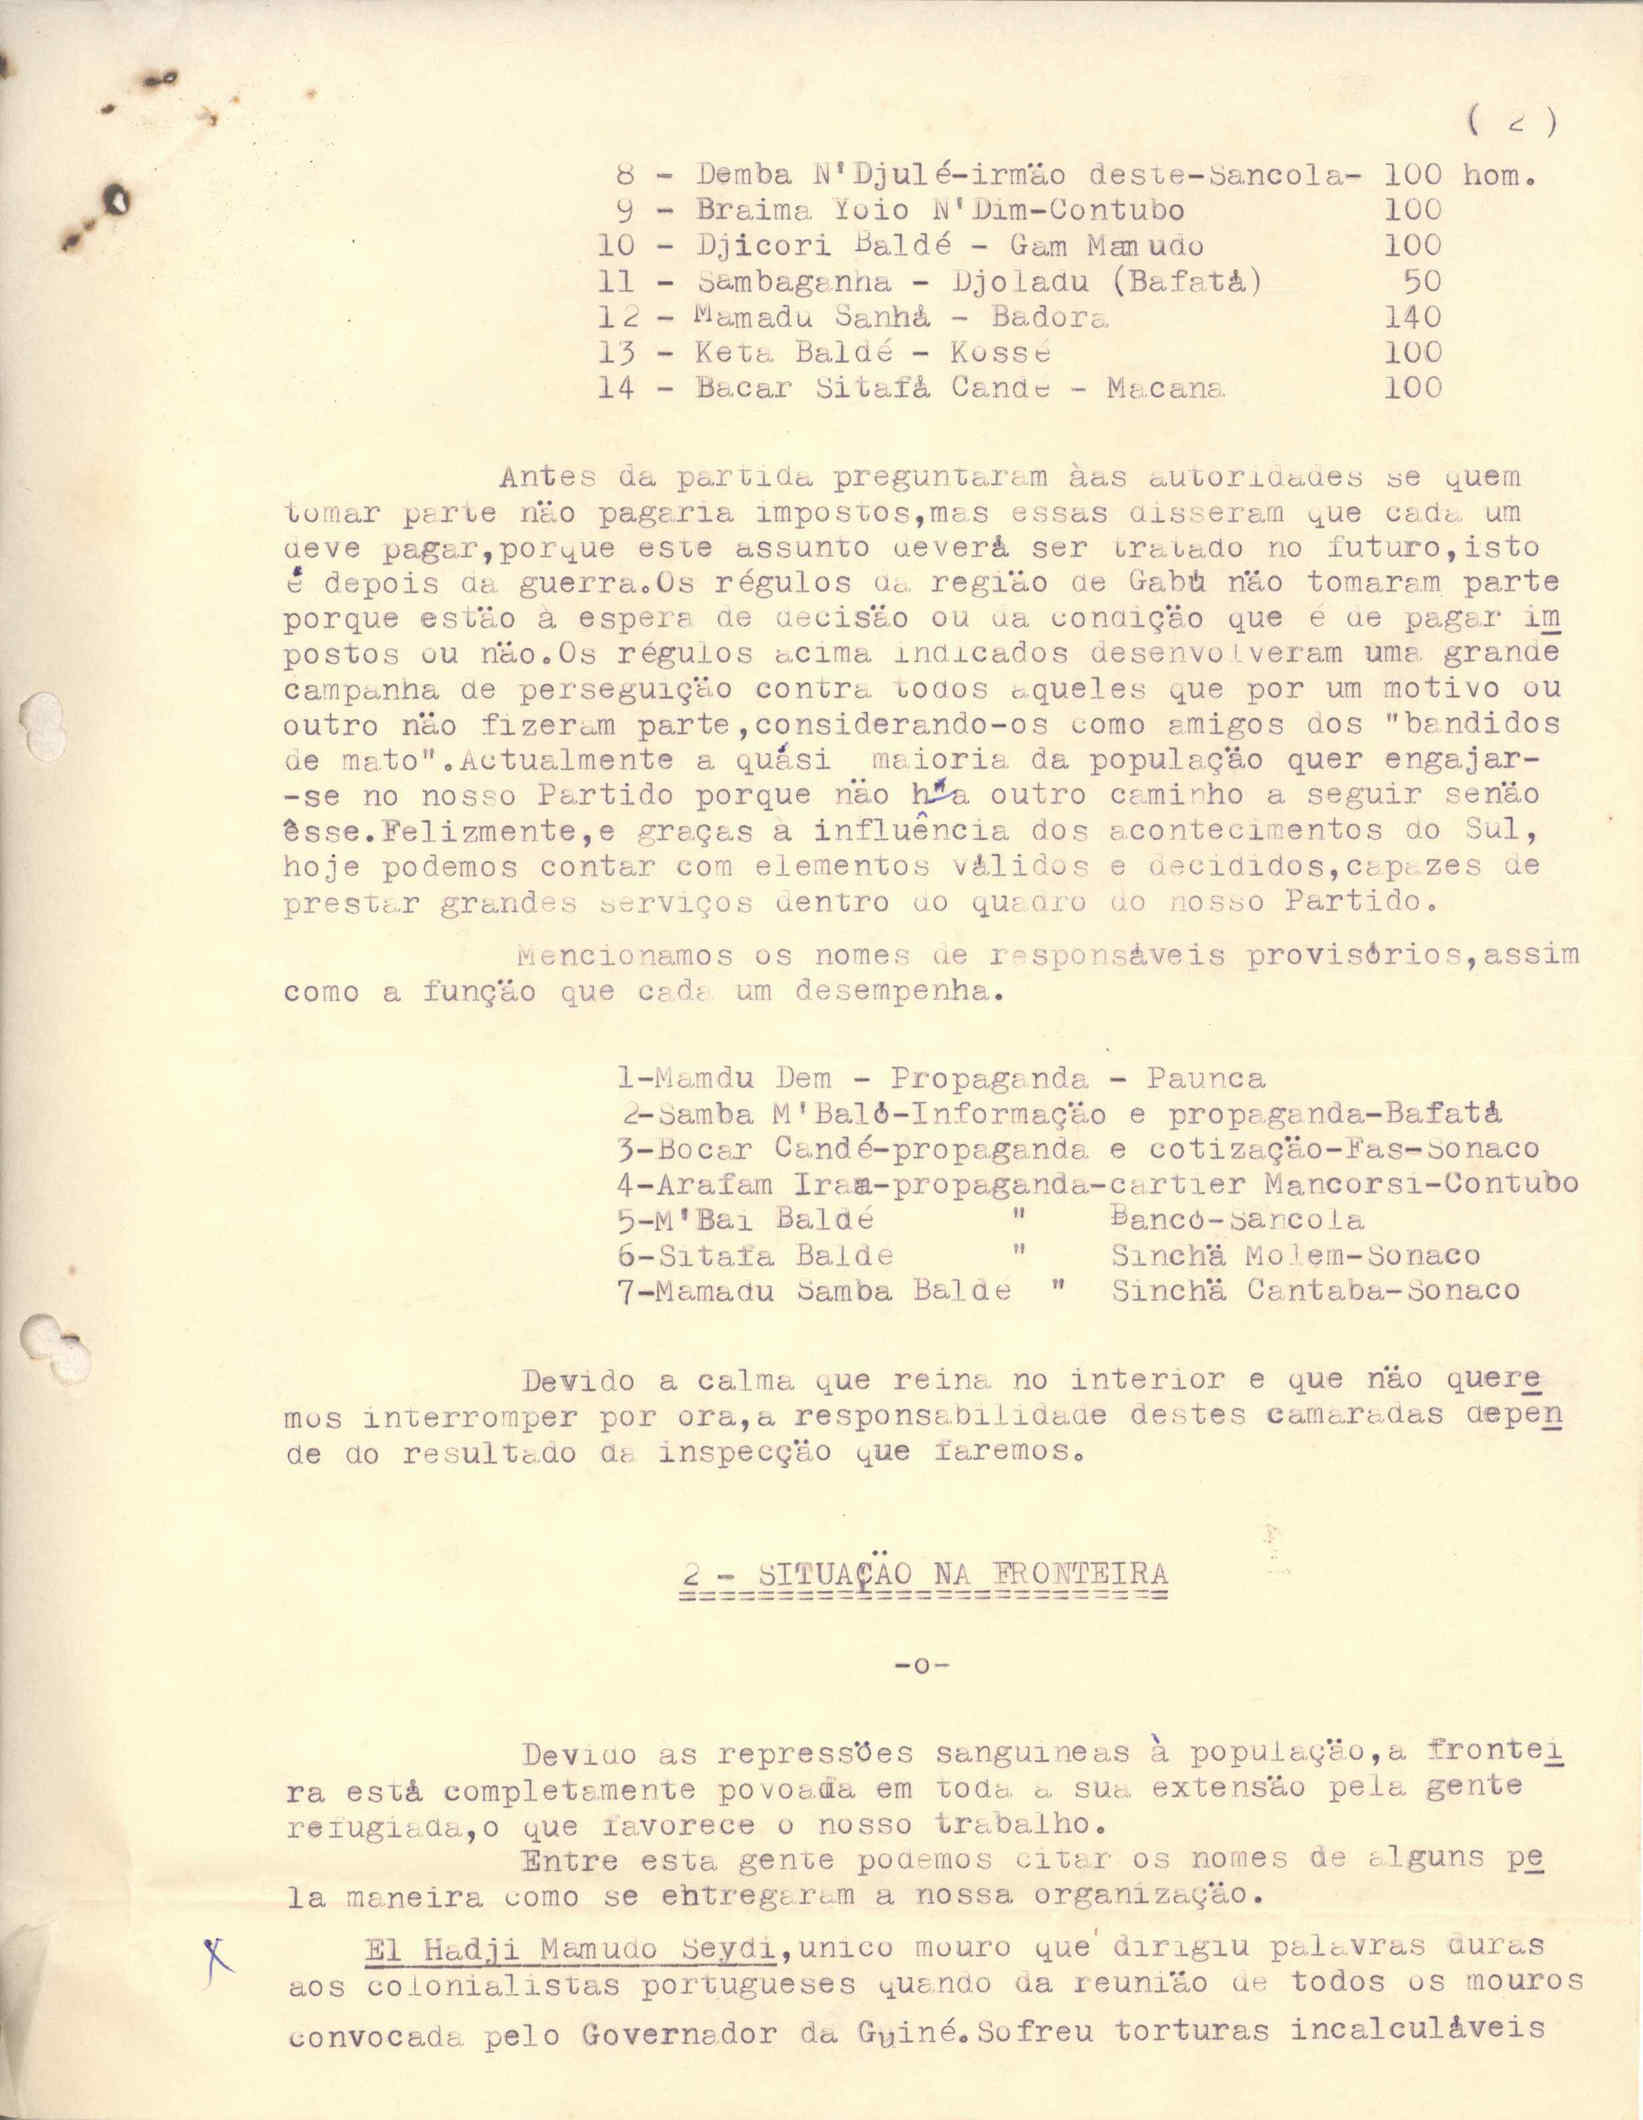 ( 2 )
8 - Demba N'Djulé-irmão deste-Sancola- 100 hom.
9 - Braima Yoio N'Dim-Contubo 100
10 - Djicori Baldé - Gam Mamudo 100
11 - Sambaganha - Djoladu (Bafatá) 50
12 - Mamadu Sanhá - Badora 140
13 - Keta Baldé - Kossé 100
14 - Bacar Sitafá Cande - Macana 100
Antes da partida preguntaram àas autoridades se quem
tomar parte não pagaria impostos,mas essas disseram que cada um
deve pagar,porque este assunto deverá ser tratado no futuro,isto
é depois da guerra.Os régulos da região de Gabú não tomaram parte
porque estão à espera de decisão ou da condição que é de pagar im
postos ou não.Os régulos acima indicados desenvolveram uma grande
campanha de perseguição contra todos aqueles que por um motivo ou
outro não fizeram parte,considerando-os como amigos dos "bandidos
de mato".Actualmente a quási maioria da população quer engajar-
-se no nosso Partido porque não há outro caminho a seguir senão
êsse.Felizmente,e graças à influência dos acontecimentos do Sul,
hoje podemos contar com elementos válidos e decididos,capazes de
prestar grandes serviços dentro do quadro do nosso Partido.
Mencionamos os nomes de responsáveis provisórios,assim
como a função que cada um desempenha.
1-Mamdu Dem - Propaganda - Paunca
2-Samba M'Baló-Informação e propaganda-Bafatá
3-Bocar Candé-propaganda e cotização-Fas-Sonaco
4-Arafam Iraa-propaganda-cartier Mancorsi-Contubo
5-M'Bai Baldé " Bancó-Sancola
6-Sitafa Balde " Sinchã Molem-Sonaco
7-Mamadu Samba Balde " Sinchã Cantaba-Sonaco
Devido a calma que reina no interior e que não quere
mos interromper por ora,a responsabilidade destes camaradas depen
de do resultado da inspecção que faremos.
2 - SITUAÇÃO NA FRONTEIRA
-o-
Devido as repressões sanguineas à população,a frontei
ra está completamente povoada em toda a sua extensão pela gente
refugiada,o que favorece o nosso trabalho.
Entre esta gente podemos citar os nomes de alguns pe
la maneira como se ehtregaram a nossa organização.
X El Hadji Mamudo Seydi,unico mouro que dirigiu palavras duras
aos colonialistas portugueses quando da reunião de todos os mouros
convocada pelo Governador da Guiné.Sofreu torturas incalculáveis